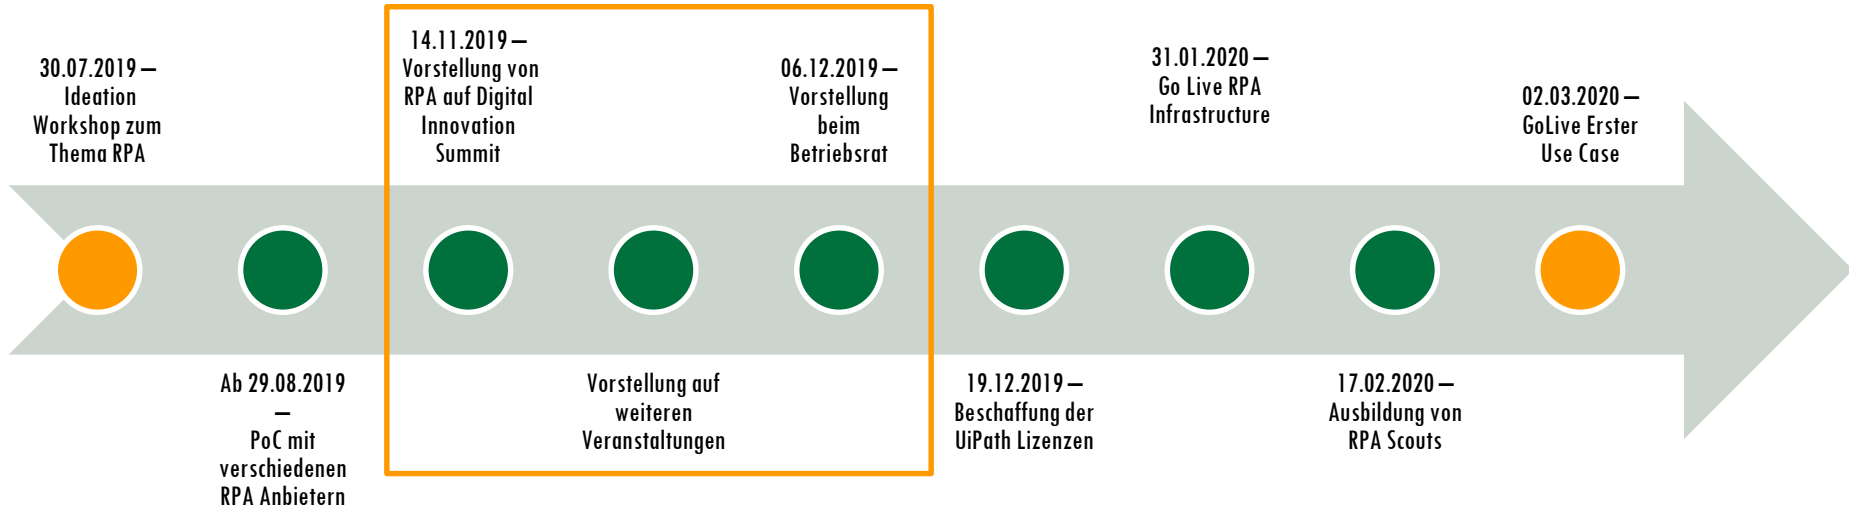 30.07.2019 –
Ideation
Workshop zum
Thema RPA
Ab 29.08.2019
–
PoC mit
verschiedenen
RPA Anbietern
14.11.2019 –
Vorstellung von
RPA auf Digital
Innovation
Summit
Vorstellung auf
weiteren
Veranstaltungen
06.12.2019 –
Vorstellung
beim
Betriebsrat
19.12.2019 –
Beschaffung der
UiPath Lizenzen
31.01.2020 –
Go Live RPA
Infrastructure
17.02.2020 –
Ausbildung von
RPA Scouts
02.03.2020 –
GoLive Erster
Use Case